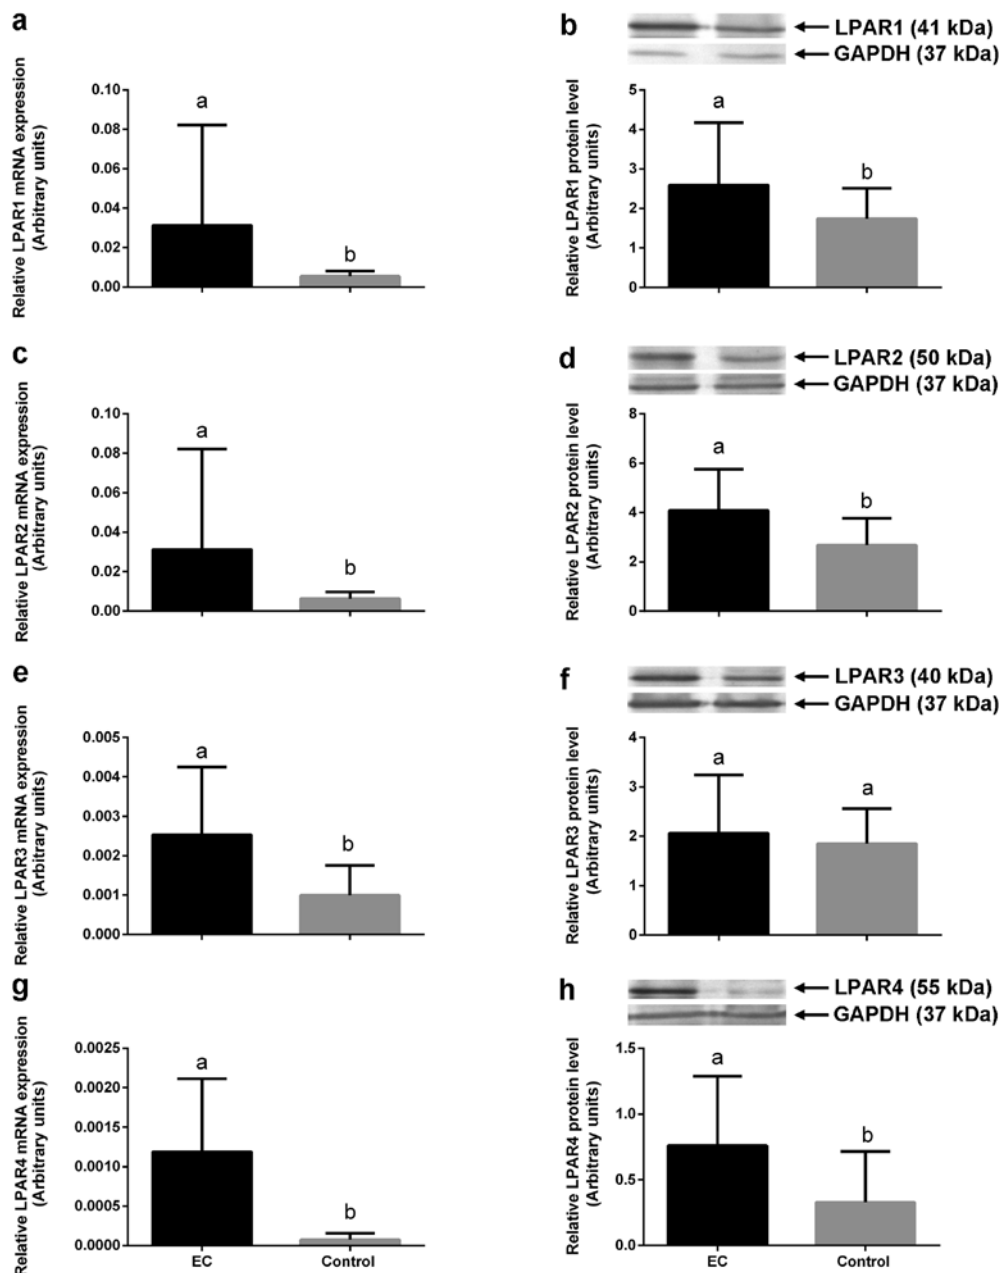 a
Relative LPAR1 mRNA expression
(Arbitrary units)
0.10
0.08
0.06
0.04
0.02
0.00
a
b
b
LPAR1 (41 kDa)
GAPDH (37 kDa)
Relative LPAR1 protein level
(Arbitrary units)
5
4
3
2
1
0
a
b
c
Relative LPAR2 mRNA expression
(Arbitrary units)
0.10
0.08
0.06
0.04
0.02
0.00
a
b
d
LPAR2 (50 kDa)
GAPDH (37 kDa)
Relative LPAR2 protein level
(Arbitrary units)
8
6
4
2
0
a
b
e
Relative LPAR3 mRNA expression
(Arbitrary units)
0.005
0.004
0.003
0.002
0.001
0.000
a
b
f
LPAR3 (40 kDa)
GAPDH (37 kDa)
Relative LPAR3 protein level
(Arbitrary units)
4
3
2
1
0
a
a
g
Relative LPAR4 mRNA expression
(Arbitrary units)
0.0025
0.0020
0.0015
0.0010
0.0005
0.0000
a
b
EC
Control
h
LPAR4 (55 kDa)
GAPDH (37 kDa)
Relative LPAR4 protein level
(Arbitrary units)
1.5
1.0
0.5
0.0
a
b
EC
Control